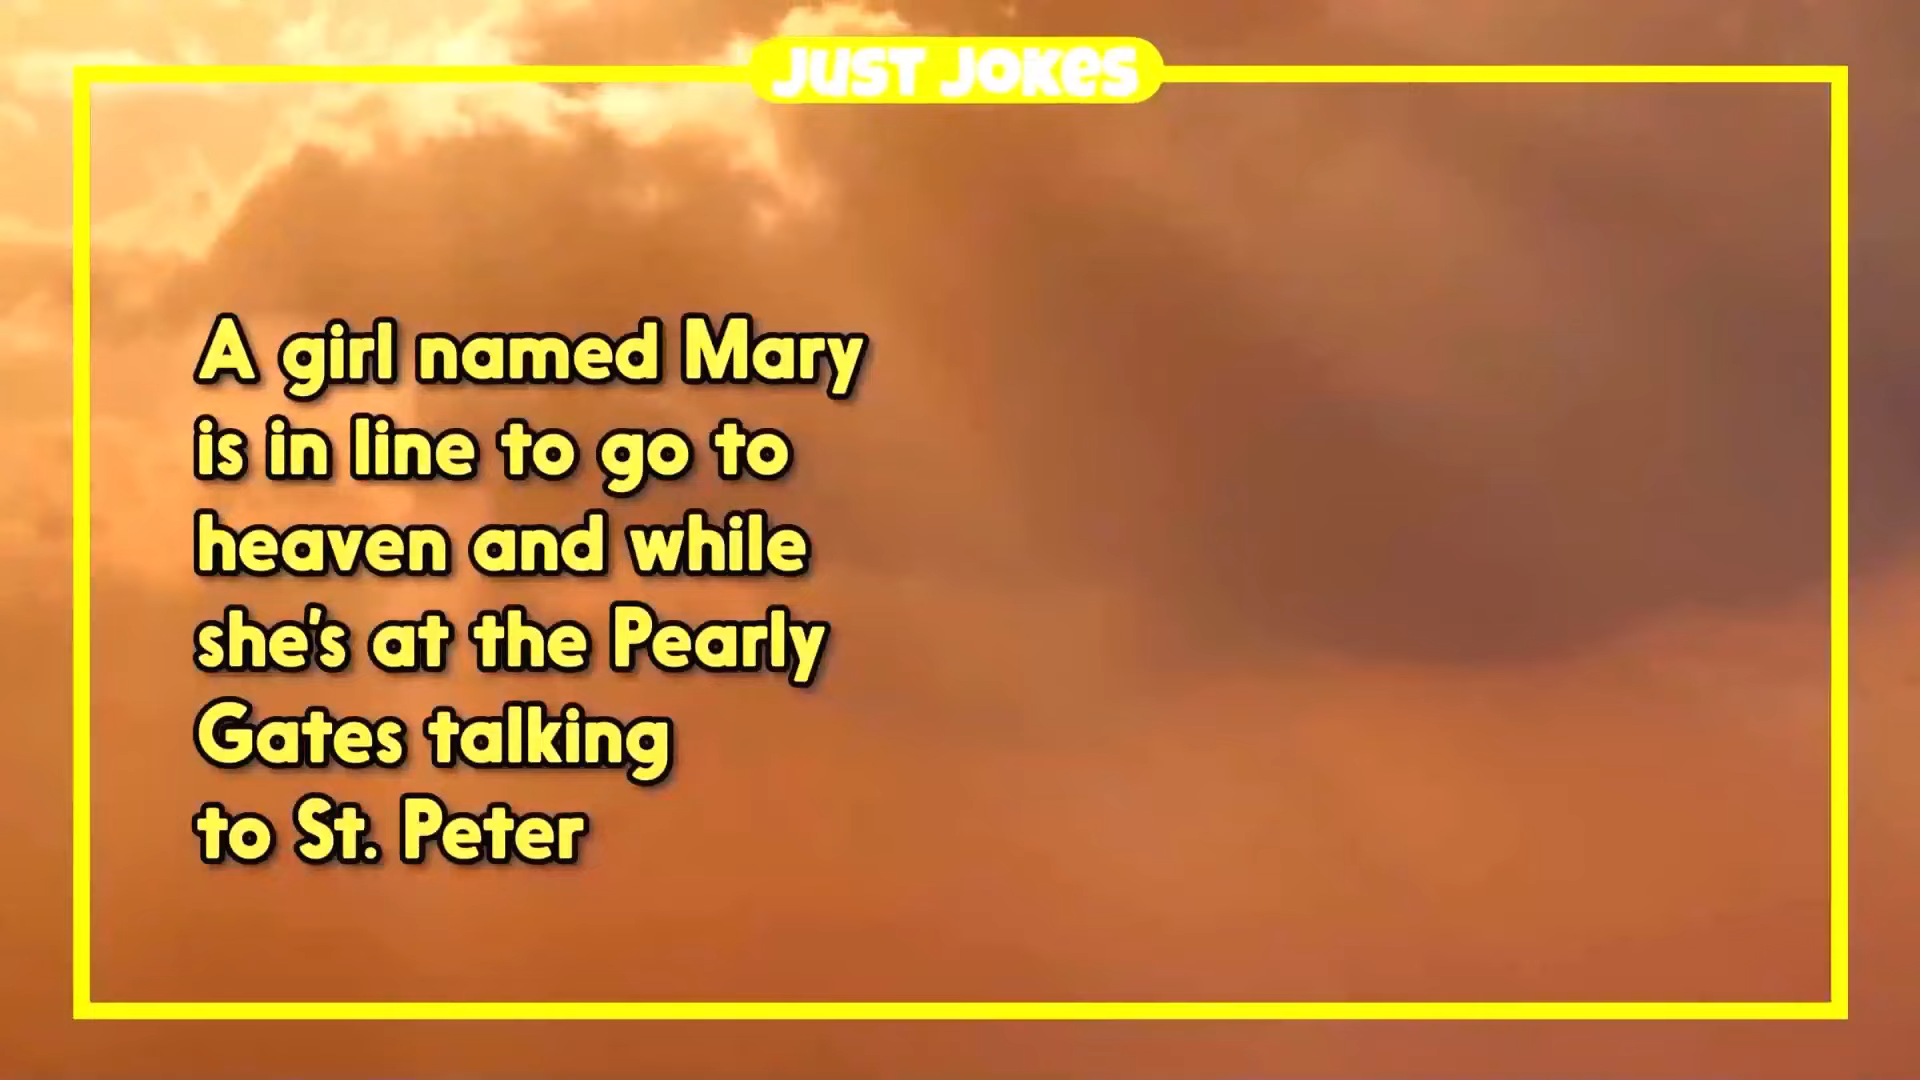 JUST JOKES
A girl named Mary
is in line to go to
heaven and while
she's at the Pearly
Gates talking
to St. Peter